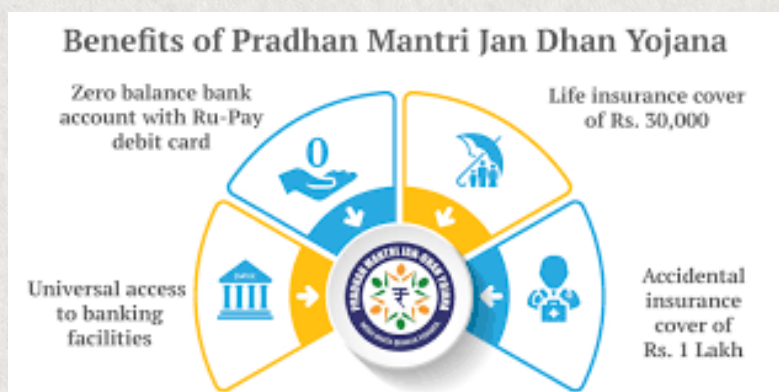 Benefits of Pradhan Mantri Jan Dhan Yojana
Zero balance bank
account with Ru-Pay
debit card
Life insurance cover
of Rs. 30,000
0
Universal access
to banking
facilities
PRADHAN MANTRI JAN-DHAN YOJANA
Accidental
insurance
cover of
Rs. 1 Lakh